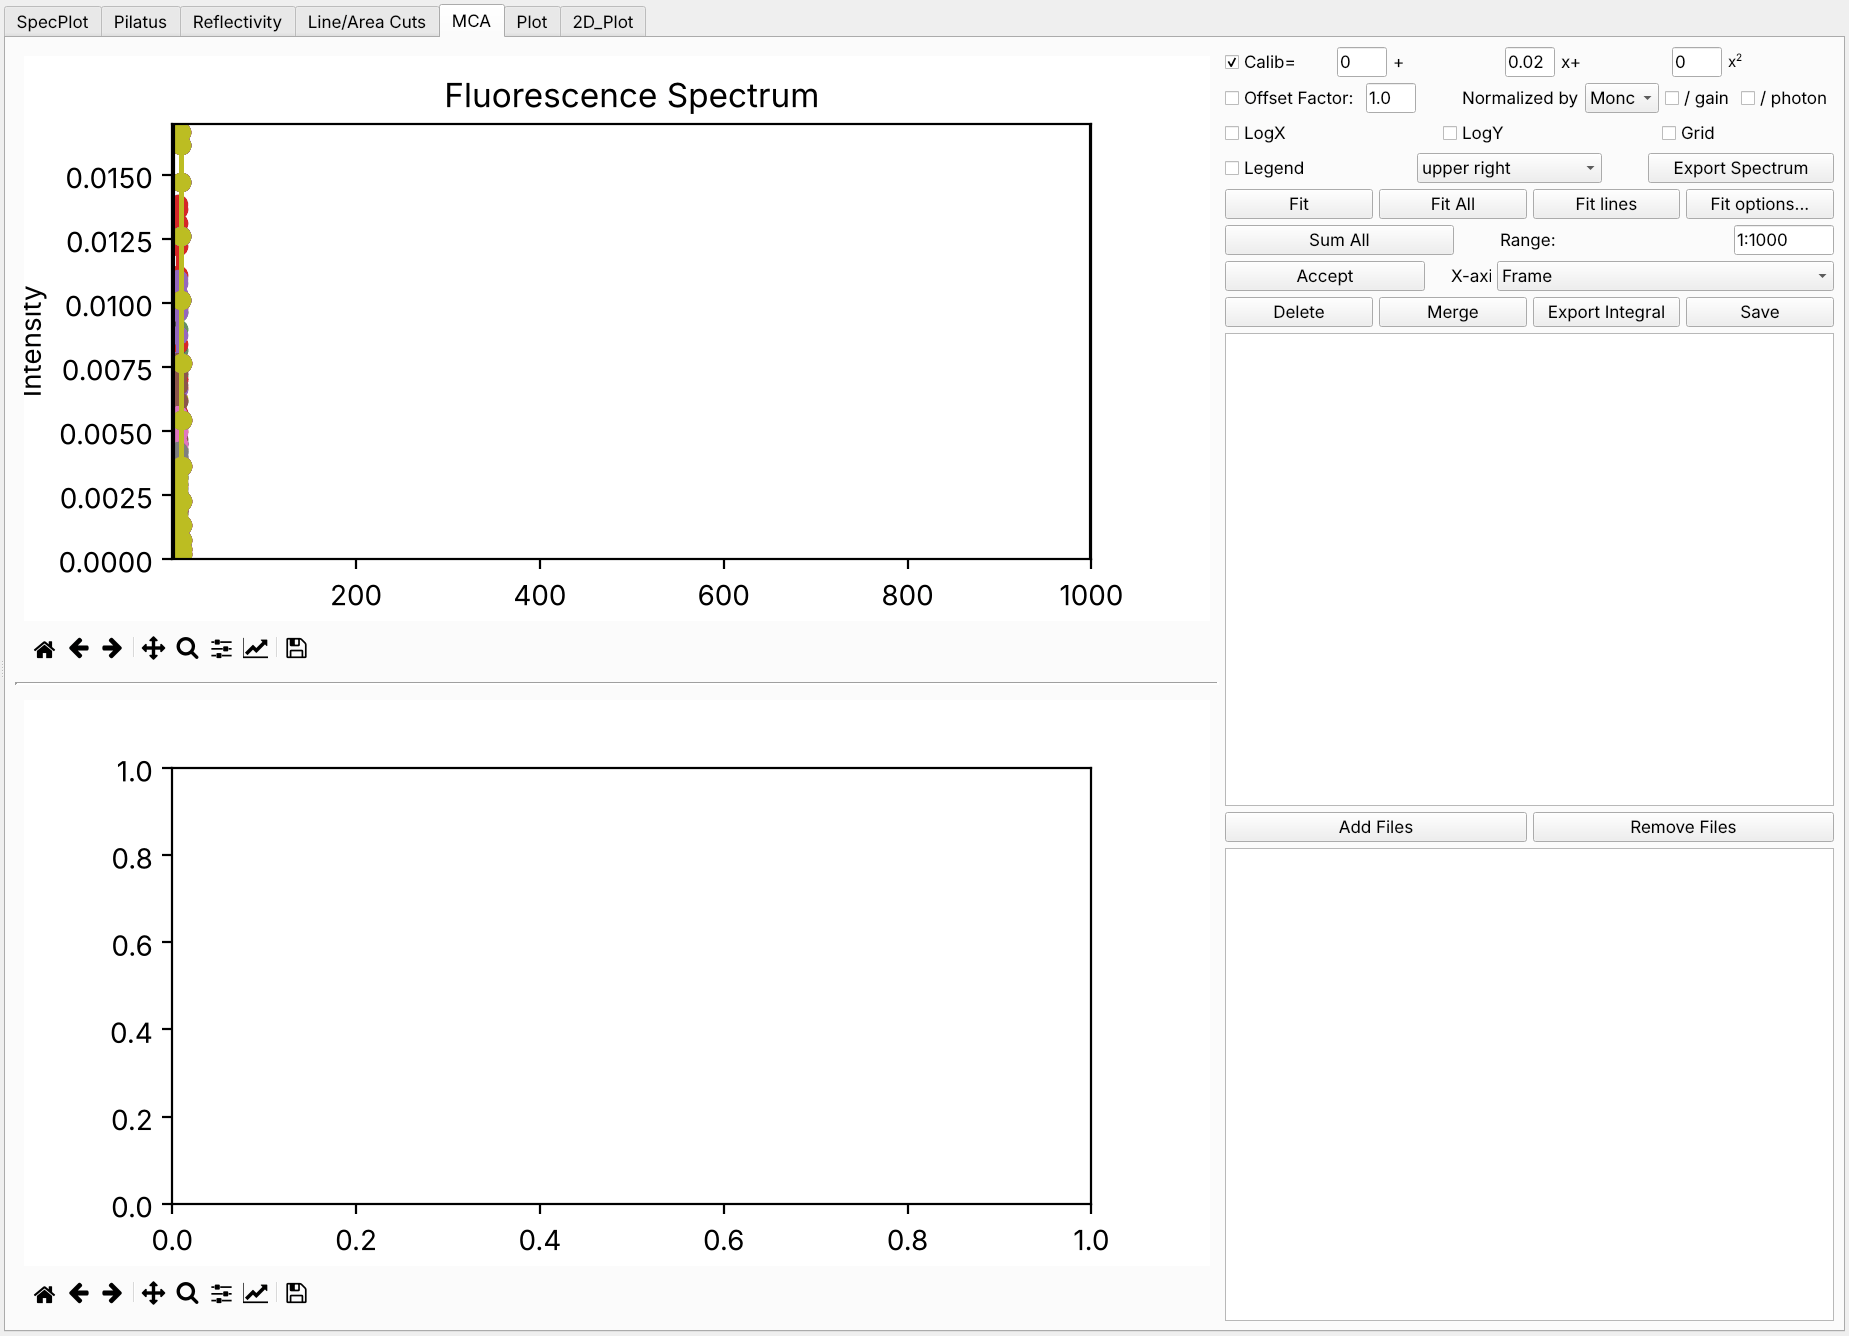 SpecPlot Pilatus Reflectivity Line/Area Cuts MCA Plot 2D_Plot
Fluorescence Spectrum
Intensity
0.0150
0.0125
0.0100
0.0075
0.0050
0.0025
0.0000
200 400 600 800 1000
1.0
0.8
0.6
0.4
0.2
0.0
0.0 0.2 0.4 0.6 0.8 1.0
Calib= 0 + 0.02 x+ 0 x²
Offset Factor: 1.0 Normalized by Monc / gain / photon
LogX LogY Grid
Legend upper right Export Spectrum
Fit Fit All Fit lines Fit options...
Sum All Range: 1:1000
Accept X-axi Frame
Delete Merge Export Integral Save
Add Files Remove Files